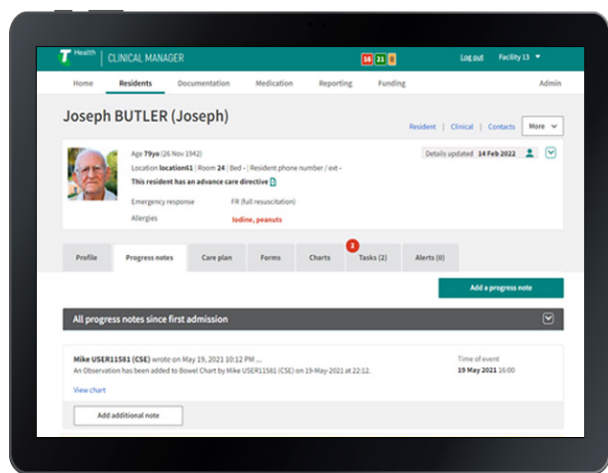 T Health | CLINICAL MANAGER 16 21 Log out Facility 13
Home Residents Documentation Medication Reporting Funding Admin
Joseph BUTLER (Joseph)
Resident | Clinical | Contacts More
Age 79yo (26 Nov 1942) Details updated 14 Feb 2022
Location location61 | Room 24 | Bed - | Resident phone number / ext -
This resident has an advance care directive
Emergency response FR (full resuscitation)
Allergies Iodine, peanuts
Profile Progress notes Care plan Forms Charts Tasks (2) Alerts (0)
Add a progress note
All progress notes since first admission
Mike USER11581 (CSE) wrote on May 19, 2021 10:12 PM ... Time of event
An Observation has been added to Bowel Chart by Mike USER11581 (CSE) on 19-May-2021 at 22:12. 19 May 2021 16:00
View chart
Add additional note